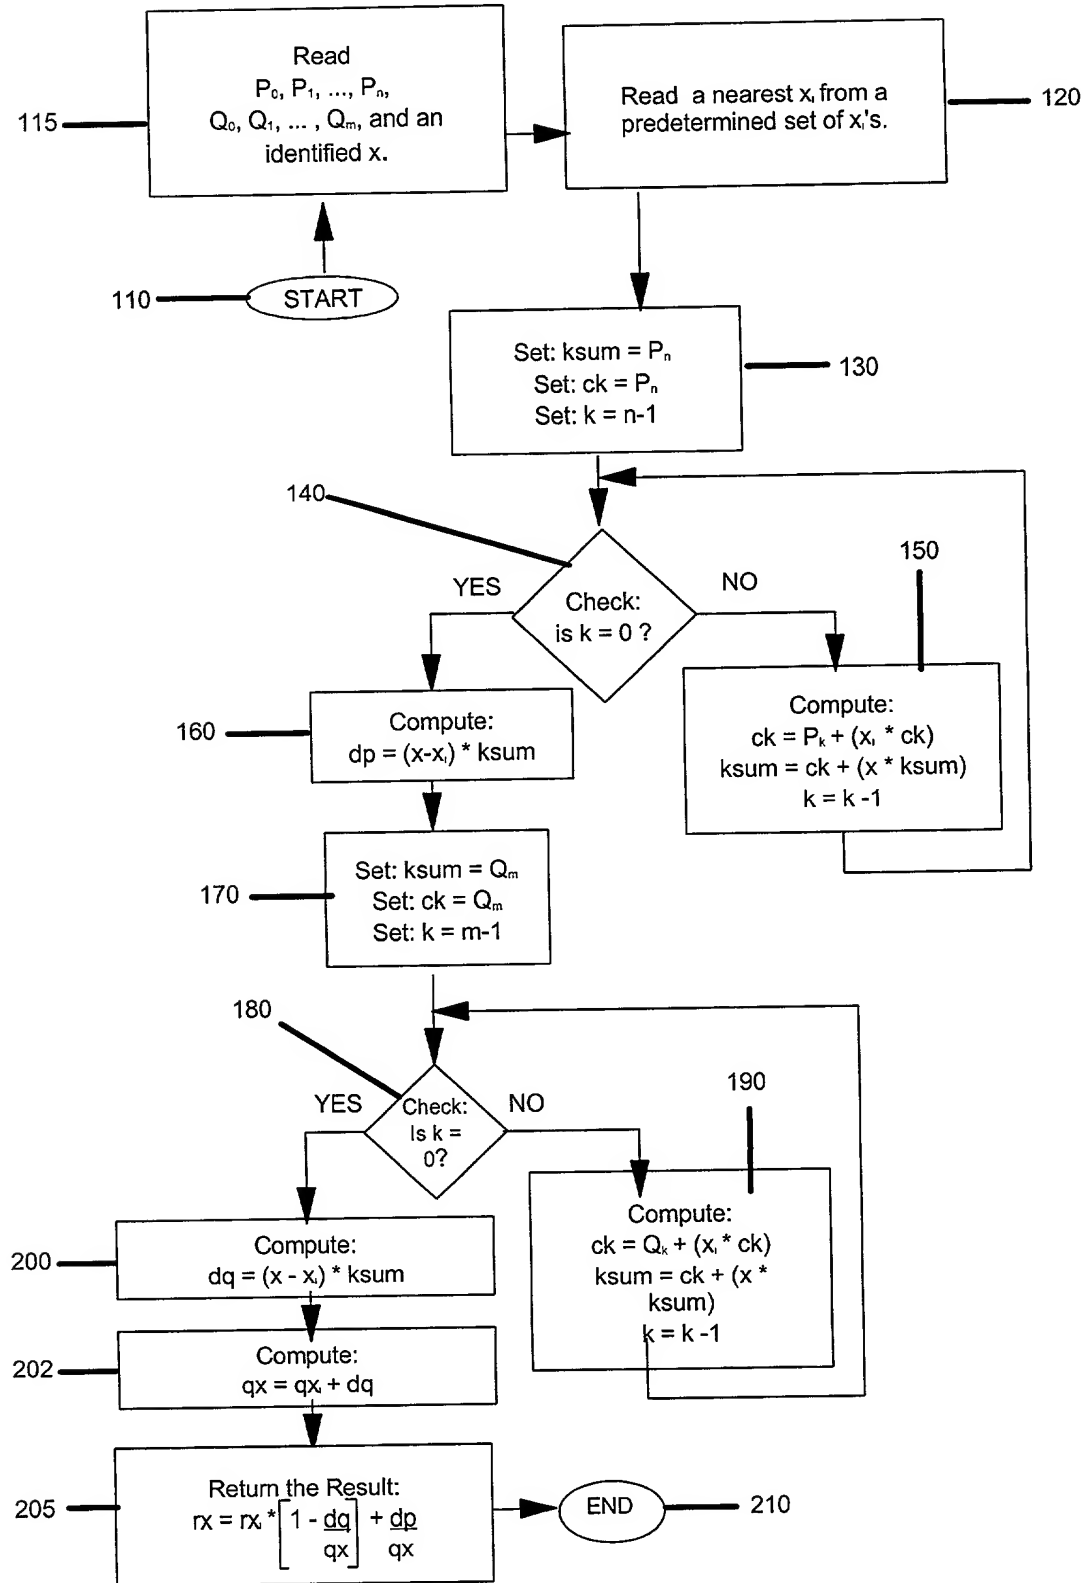 Read
P₀, P₁, ..., Pₙ,
Q₀, Q₁, ... , Qₘ, and an
identified x.
115
Read a nearest xᵢ from a
predetermined set of xᵢ's.
120
START
110
Set: ksum = Pₙ
Set: ck = Pₙ
Set: k = n-1
130
140
Check:
is k = 0 ?
YES
NO
150
Compute:
ck = Pₖ + (xᵢ * ck)
ksum = ck + (x * ksum)
k = k -1
160
Compute:
dp = (x-xᵢ) * ksum
170
Set: ksum = Qₘ
Set: ck = Qₘ
Set: k = m-1
180
Check:
Is k =
0?
YES
NO
190
Compute:
ck = Qₖ + (xᵢ * ck)
ksum = ck + (x *
ksum)
k = k -1
200
Compute:
dq = (x - xᵢ) * ksum
202
Compute:
qx = qxᵢ + dq
205
Return the Result:
rx = rxᵢ * [ 1 - dq/qx ] + dp/qx
END
210